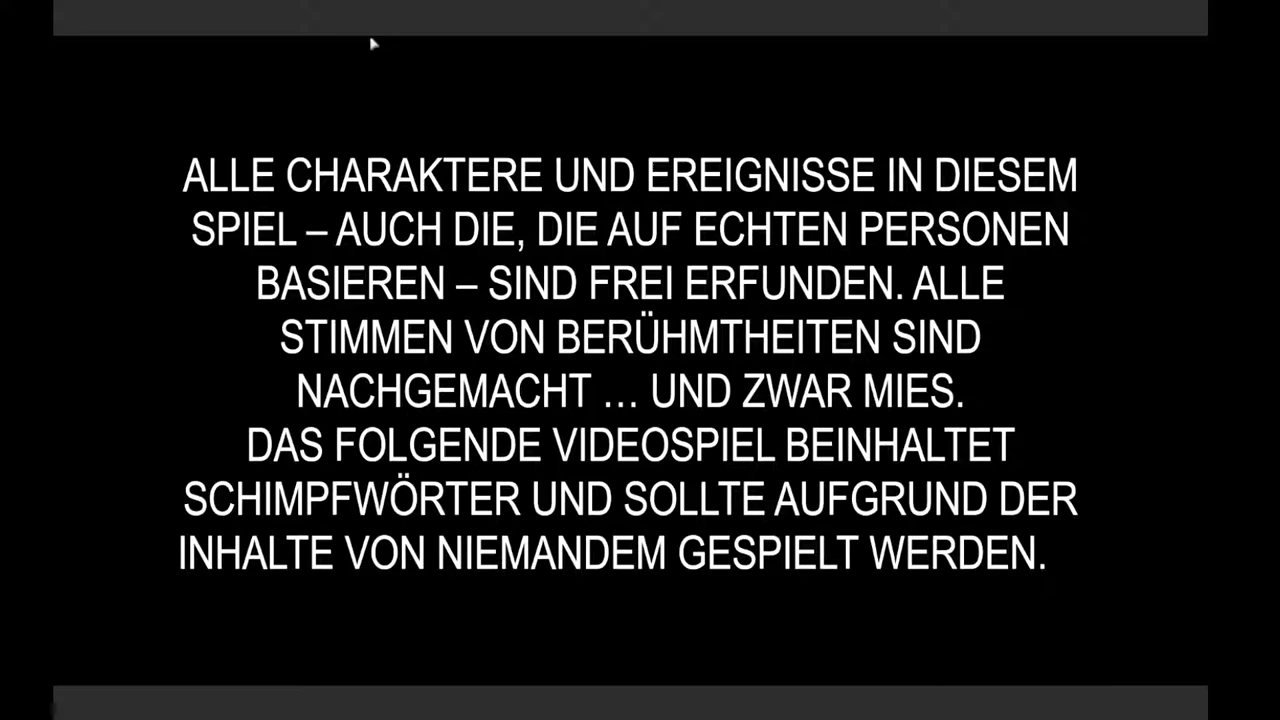 ALLE CHARAKTERE UND EREIGNISSE IN DIESEM
SPIEL – AUCH DIE, DIE AUF ECHTEN PERSONEN
BASIEREN – SIND FREI ERFUNDEN. ALLE
STIMMEN VON BERÜHMTHEITEN SIND
NACHGEMACHT … UND ZWAR MIES.
DAS FOLGENDE VIDEOSPIEL BEINHALTET
SCHIMPFWÖRTER UND SOLLTE AUFGRUND DER
INHALTE VON NIEMANDEM GESPIELT WERDEN.